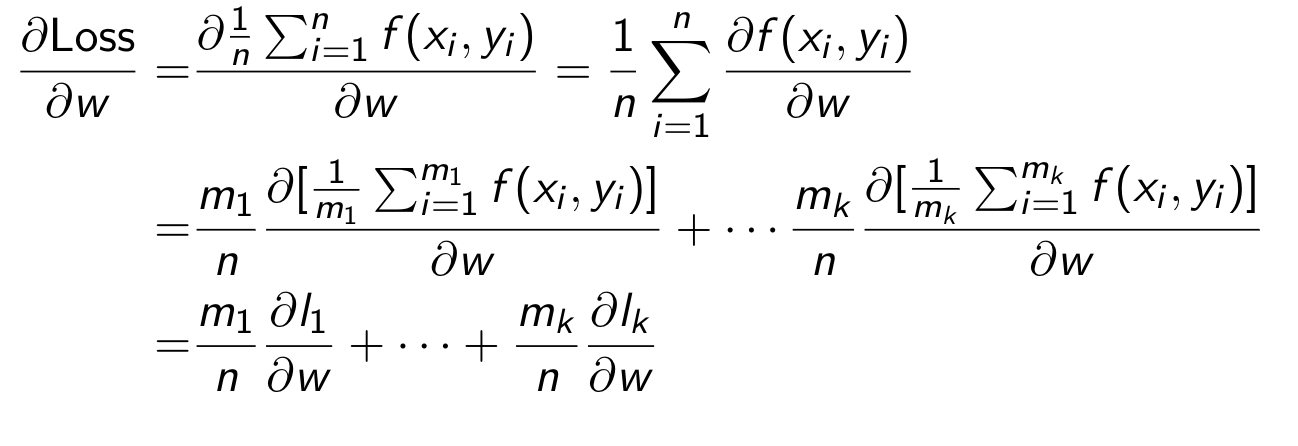 ∂Loss/∂w = ∂ 1/n ∑_{i=1}^{n} f(x_i, y_i) / ∂w = 1/n ∑_{i=1}^{n} ∂f(x_i, y_i)/∂w
= m_1/n ∂[1/m_1 ∑_{i=1}^{m_1} f(x_i, y_i)]/∂w + ⋯ m_k/n ∂[1/m_k ∑_{i=1}^{m_k} f(x_i, y_i)]/∂w
= m_1/n ∂l_1/∂w + ⋯ + m_k/n ∂l_k/∂w